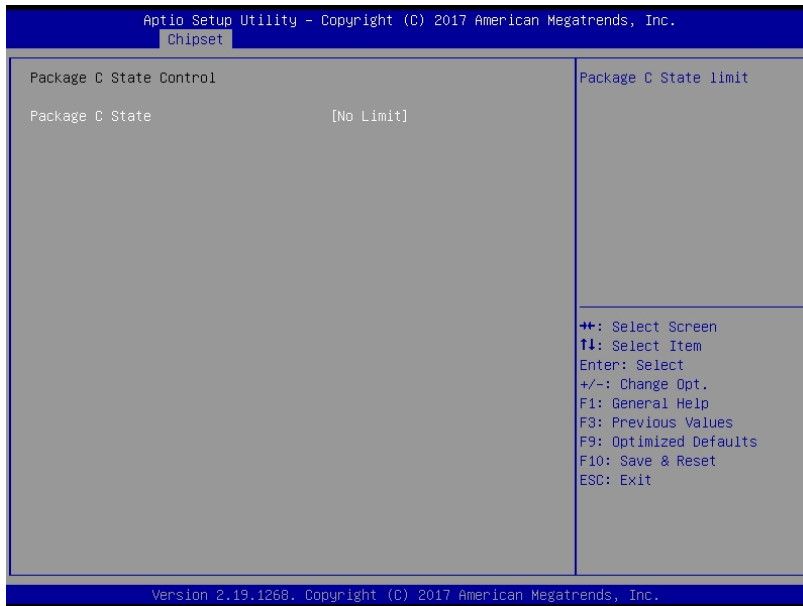 Aptio Setup Utility – Copyright (C) 2017 American Megatrends, Inc.
Chipset
Package C State Control
Package C State [No Limit]
Package C State limit
→←: Select Screen
↑↓: Select Item
Enter: Select
+/-: Change Opt.
F1: General Help
F3: Previous Values
F9: Optimized Defaults
F10: Save & Reset
ESC: Exit
Version 2.19.1268. Copyright (C) 2017 American Megatrends, Inc.